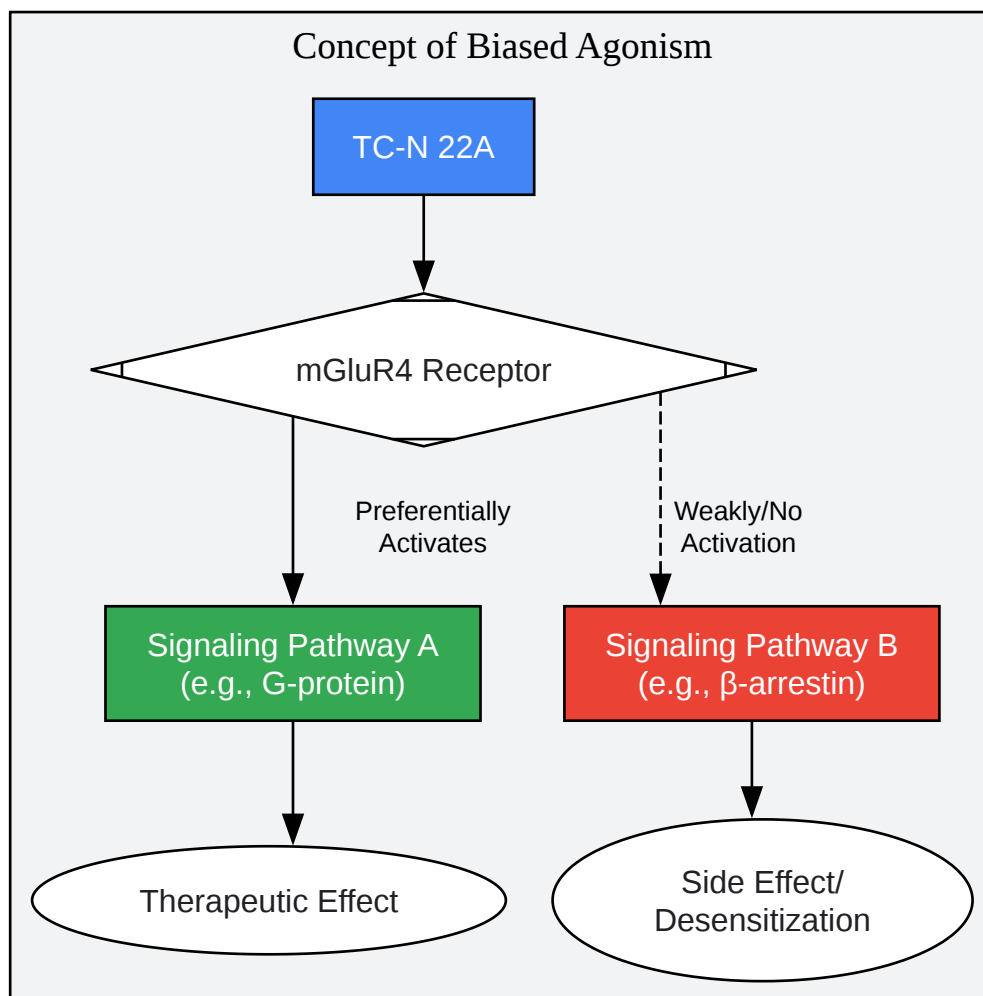 Concept of Biased Agonism
TC-N 22A
mGluR4 Receptor
Preferentially
Activates
Weakly/No
Activation
Signaling Pathway A
(e.g., G-protein)
Signaling Pathway B
(e.g., β-arrestin)
Therapeutic Effect
Side Effect/
Desensitization